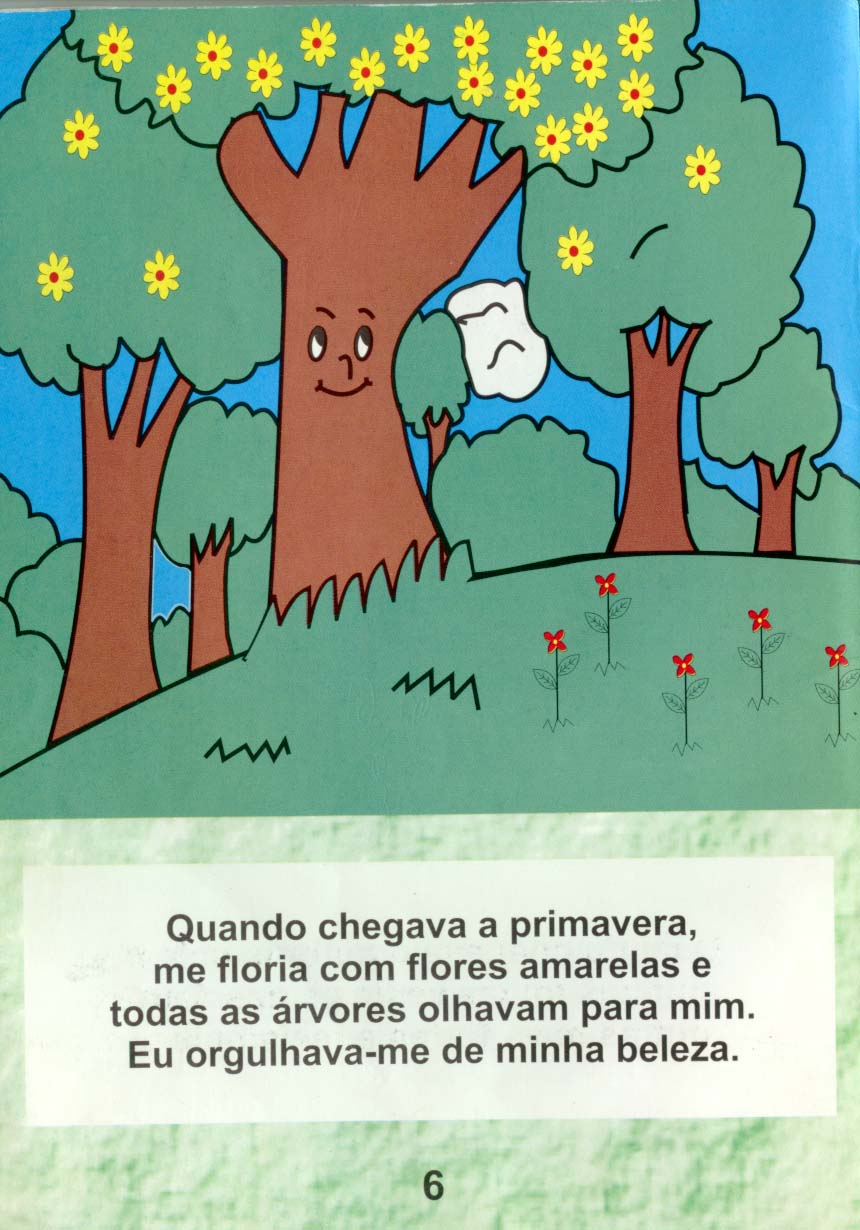 Quando chegava a primavera,
me floria com flores amarelas e
todas as árvores olhavam para mim.
Eu orgulhava-me de minha beleza.
6